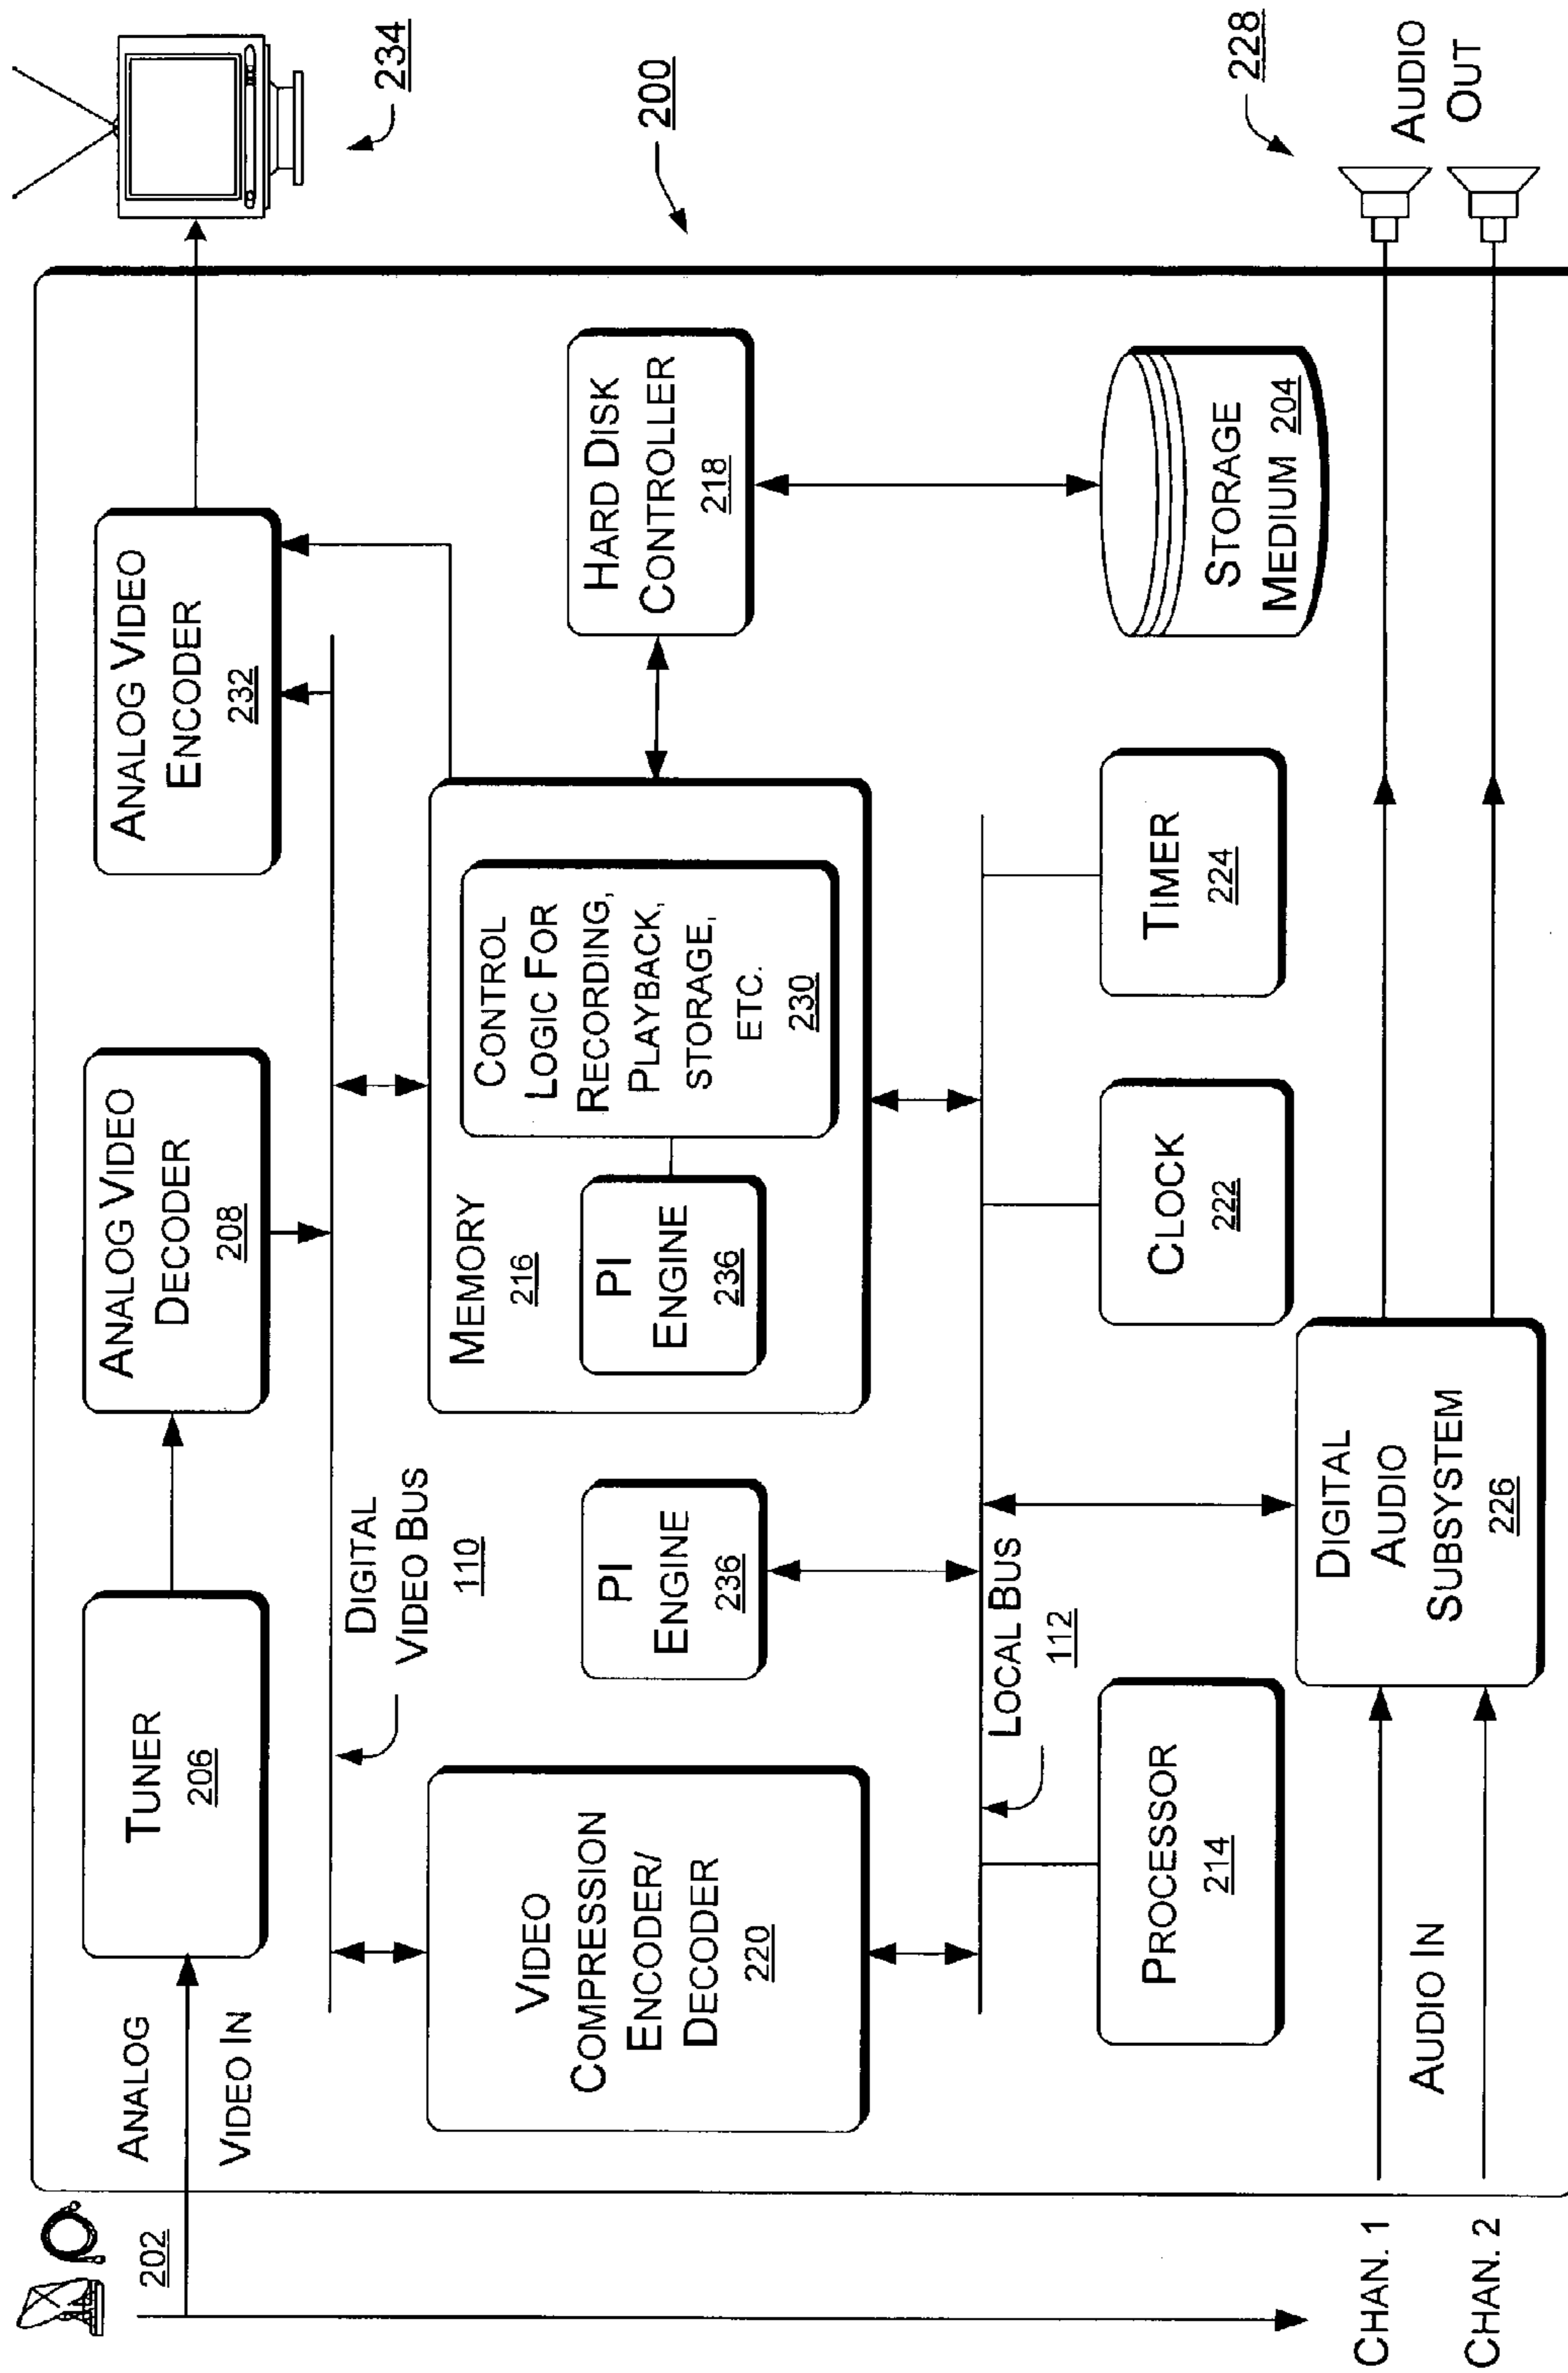 202
ANALOG
VIDEO IN
TUNER
206
ANALOG VIDEO
DECODER
208
ANALOG VIDEO
ENCODER
232
234
DIGITAL
VIDEO BUS
110
200
VIDEO
COMPRESSION
ENCODER/
DECODER
220
PI
ENGINE
236
MEMORY
216
PI
ENGINE
236
CONTROL
LOGIC FOR
RECORDING,
PLAYBACK,
STORAGE,
ETC.
230
HARD DISK
CONTROLLER
218
LOCAL BUS
112
PROCESSOR
214
CLOCK
222
TIMER
224
STORAGE
MEDIUM 204
228
CHAN. 1
CHAN. 2
AUDIO IN
DIGITAL
AUDIO
SUBSYSTEM
226
AUDIO
OUT